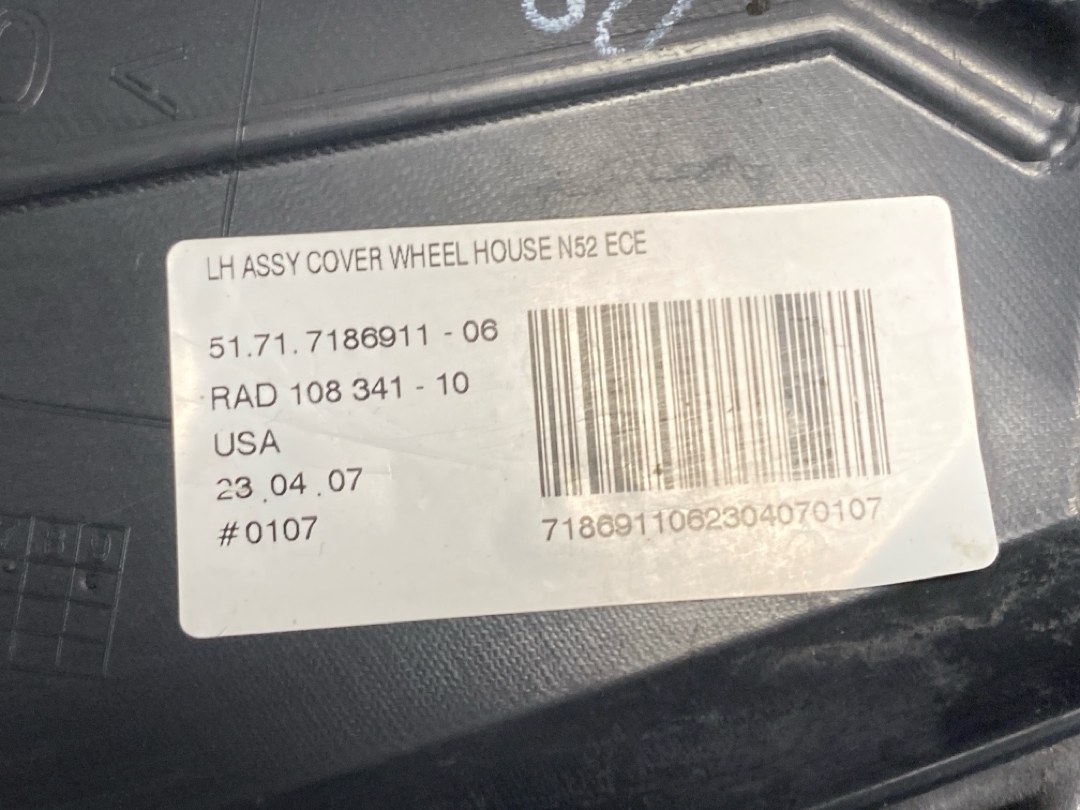 LH ASSY COVER WHEEL HOUSE N52 ECE
51.71.7186911 - 06
RAD 108 341 - 10
USA
23.04.07
#0107
7186911062304070107